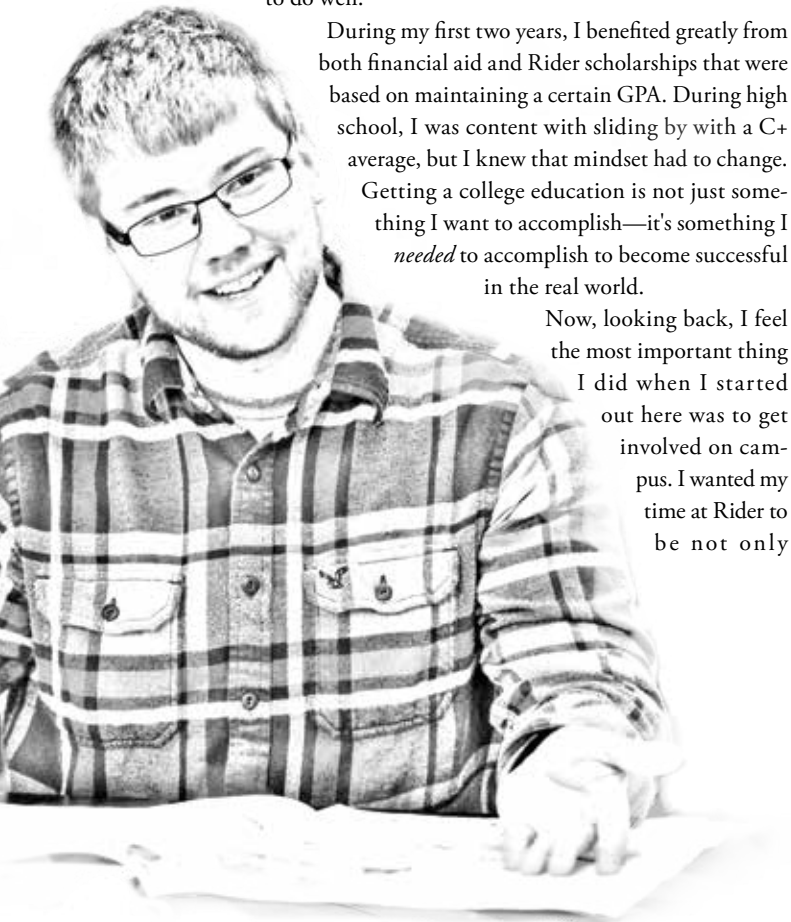 to do well.
During my first two years, I benefited greatly from
both financial aid and Rider scholarships that were
based on maintaining a certain GPA. During high
school, I was content with sliding by with a C+
average, but I knew that mindset had to change.
Getting a college education is not just some-
thing I want to accomplish—it's something I
needed to accomplish to become successful
in the real world.
Now, looking back, I feel
the most important thing
I did when I started
out here was to get
involved on cam-
pus. I wanted my
time at Rider to
be not only